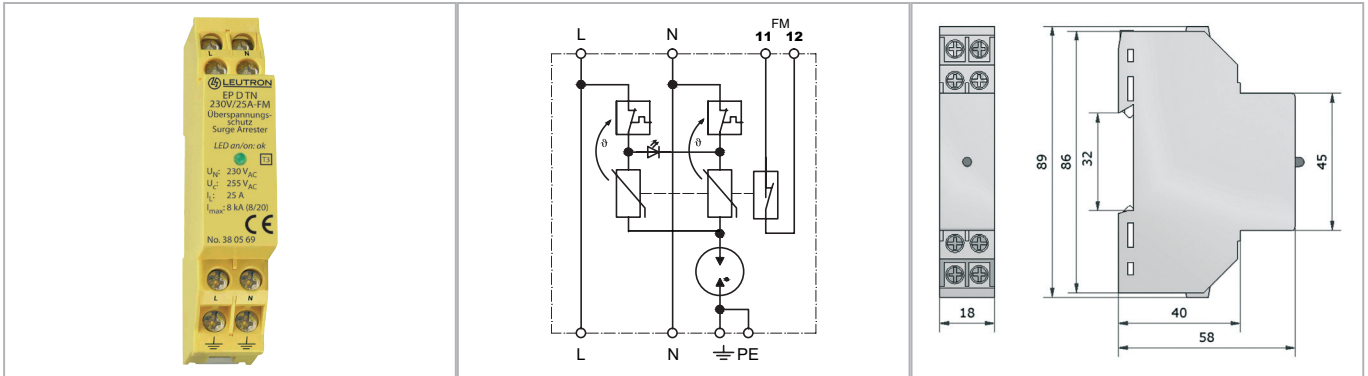 L N
LEUTRON
EP D TN
230V/25A-FM
Überspannungs-
schutz
Surge Arrester
LED an/on: ok
T3
UN: 230 VAC
UC: 255 VAC
IL: 25 A
Imax: 8 kA (8/20)
CE
No. 38 05 69
L N
L N FM
11 12
ϑ ϑ
L N PE
89 86 32 45
18 40
58